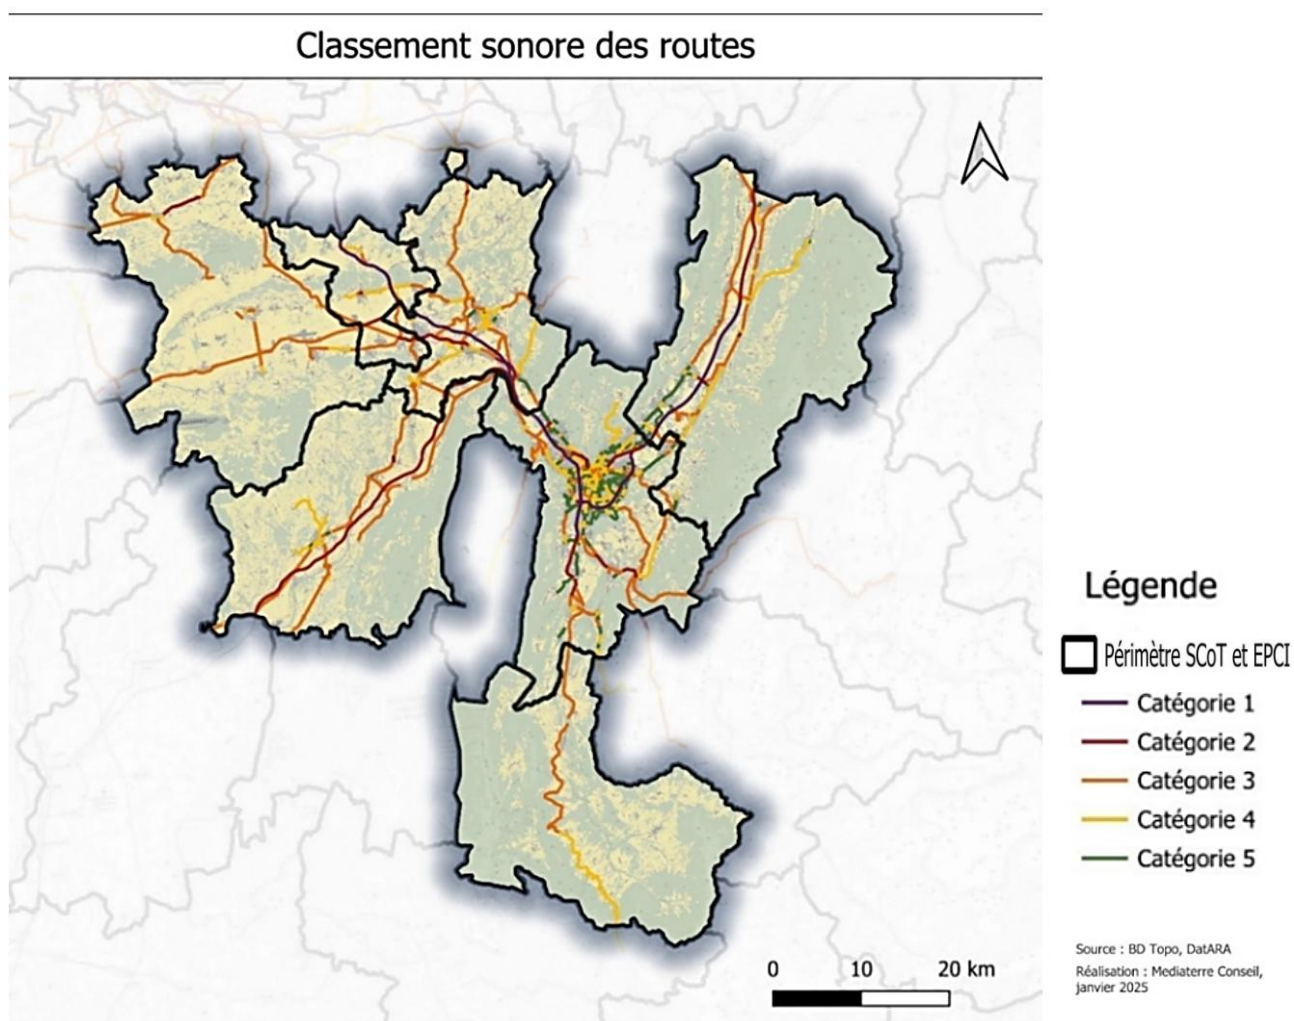 Classement sonore des routes
Légende
Périmètre SCoT et EPCI
Catégorie 1
Catégorie 2
Catégorie 3
Catégorie 4
Catégorie 5
0 10 20 km
Source : BD Topo, DatARA
Réalisation : Mediaterre Conseil,
janvier 2025